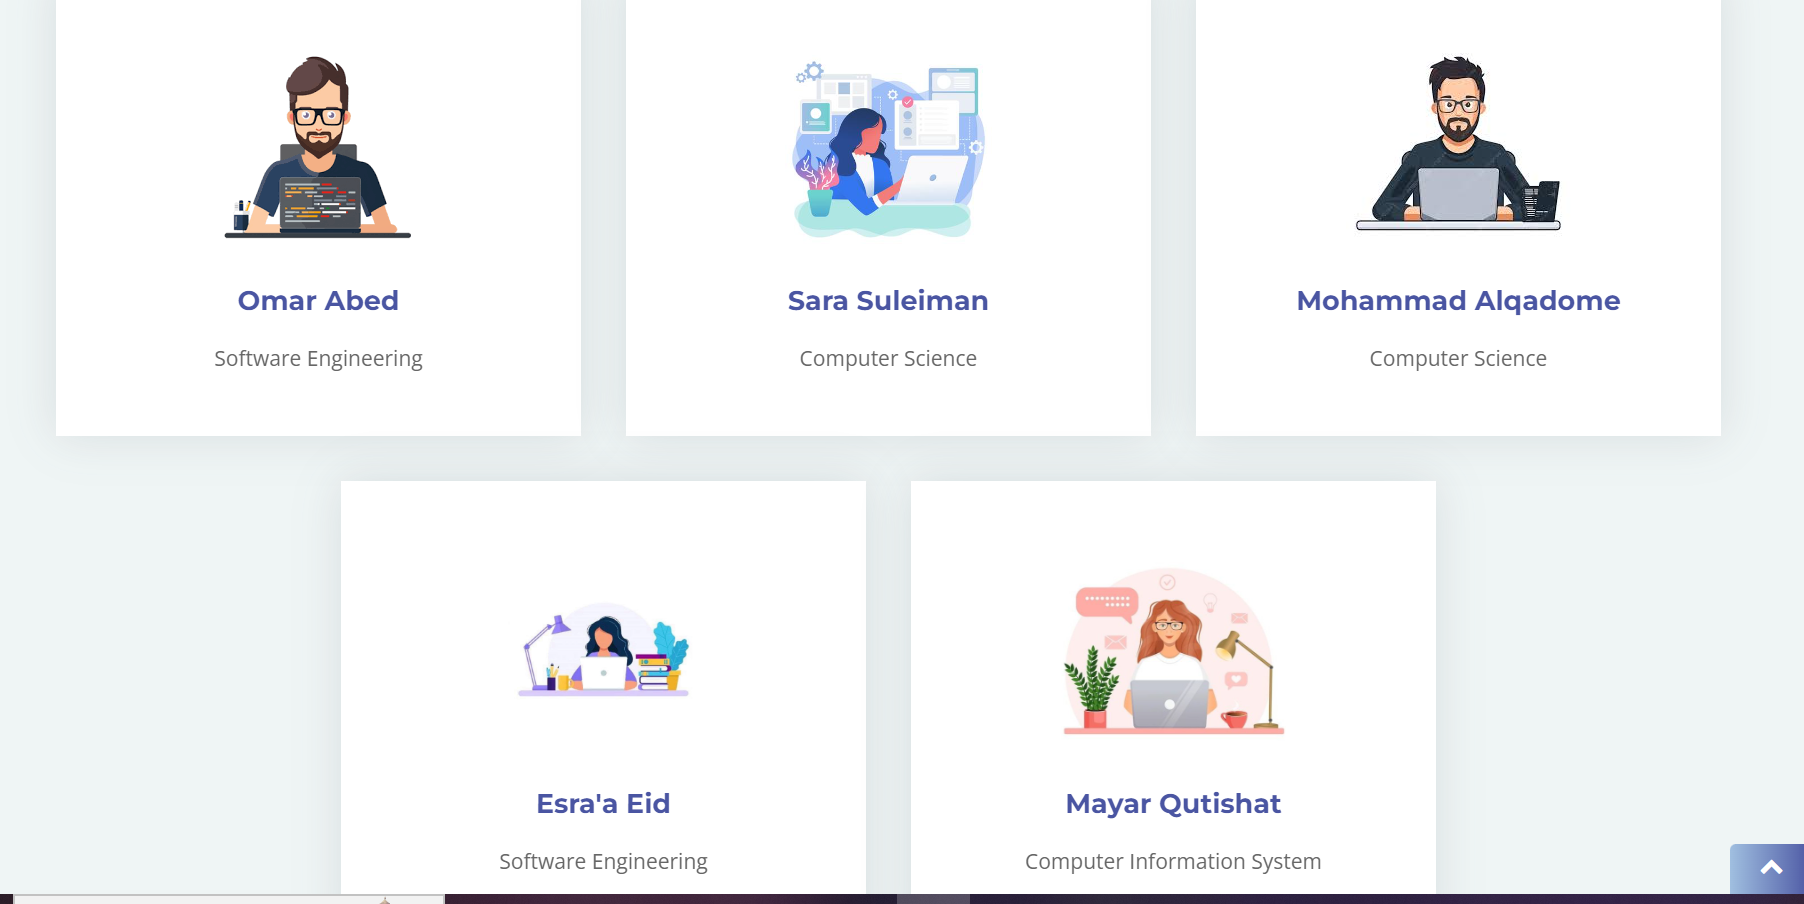 Omar Abed
Software Engineering
Sara Suleiman
Computer Science
Mohammad Alqadome
Computer Science
Esra'a Eid
Software Engineering
Mayar Qutishat
Computer Information System